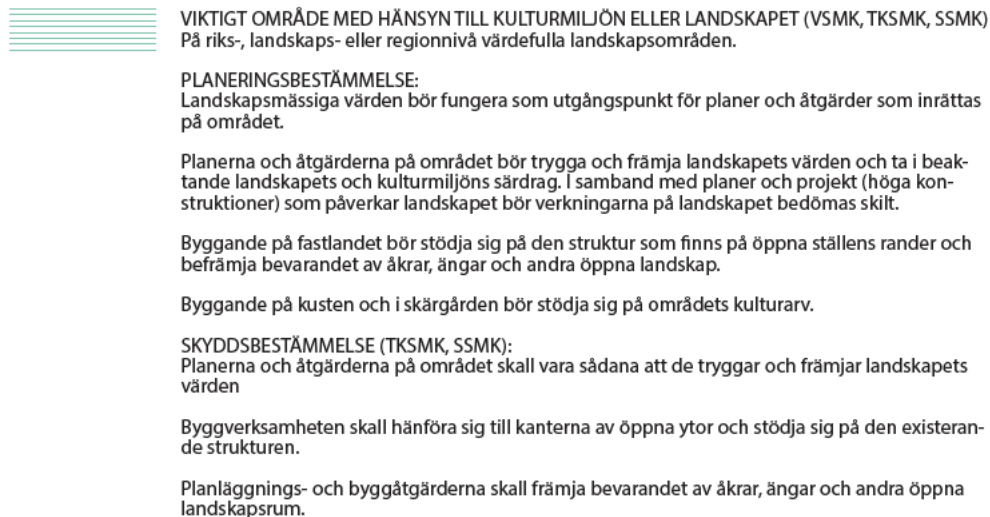 VIKTIGT OMRÅDE MED HÄNSYN TILL KULTURMILJÖN ELLER LANDSKAPET (VSMK, TKSMK, SSMK)
På riks-, landskaps- eller regionnivå värdefulla landskapsområden.
PLANERINGSBESTÄMMELSE:
Landskapsmässiga värden bör fungera som utgångspunkt för planer och åtgärder som inrättas
på området.
Planerna och åtgärderna på området bör trygga och främja landskapets värden och ta i beak-
tande landskapets och kulturmiljöns särdrag. I samband med planer och projekt (höga kon-
struktioner) som påverkar landskapet bör verkningarna på landskapet bedömas skilt.
Byggande på fastlandet bör stödja sig på den struktur som finns på öppna ställens rander och
befrämja bevarandet av åkrar, ängar och andra öppna landskap.
Byggande på kusten och i skärgården bör stödja sig på områdets kulturarv.
SKYDDSBESTÄMMELSE (TKSMK, SSMK):
Planerna och åtgärderna på området skall vara sådana att de tryggar och främjar landskapets
värden
Byggverksamheten skall hänföra sig till kanterna av öppna ytor och stödja sig på den existeran-
de strukturen.
Planläggnings- och byggåtgärderna skall främja bevarandet av åkrar, ängar och andra öppna
landskapsrum.